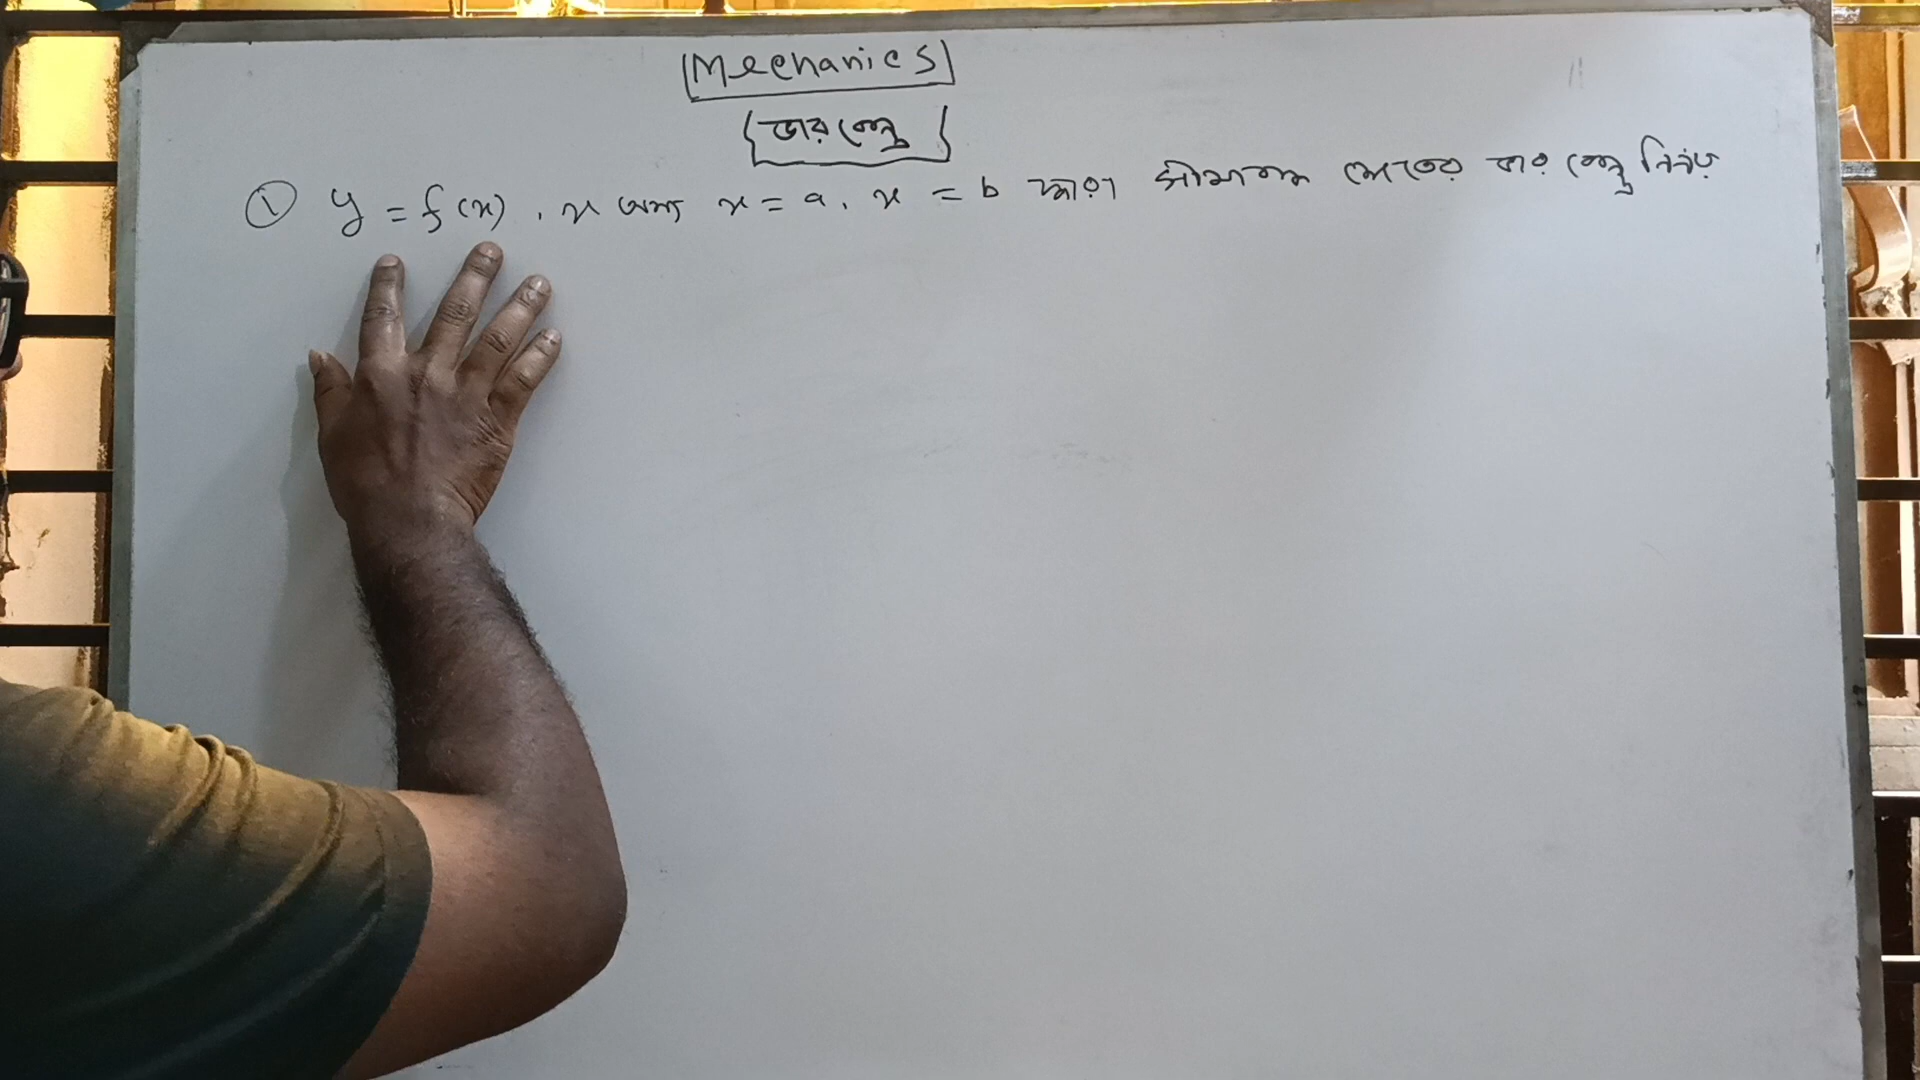 Mechanics
ভারকেন্দ্র
① y = f(x), x অক্ষ x = a, x = b দ্বারা সীমাবদ্ধ ক্ষেত্রের ভারকেন্দ্র নির্ণয়